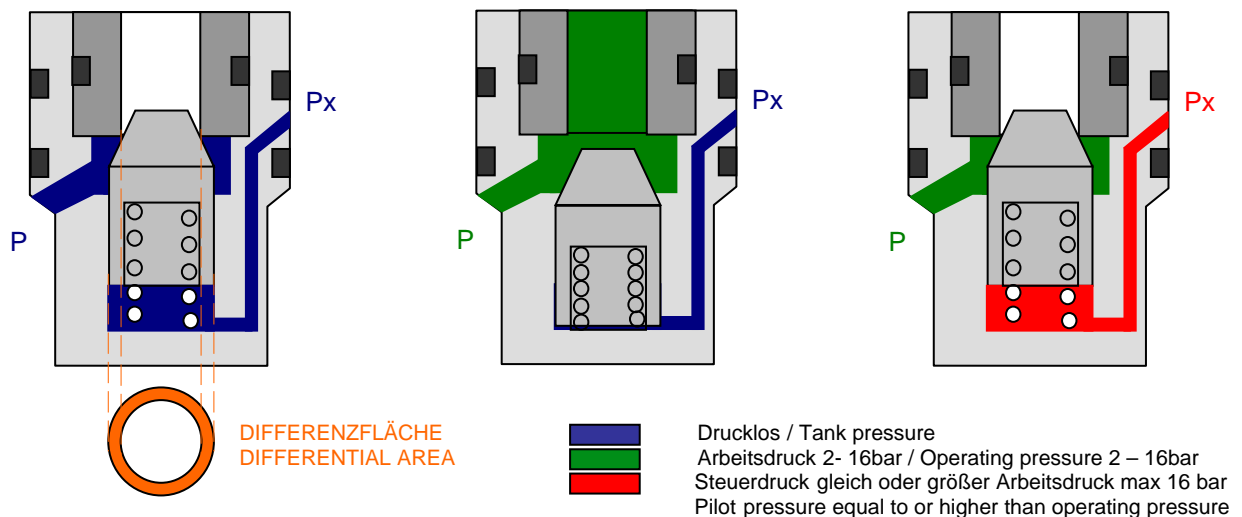 Px
P
Px
P
Px
P
DIFFERENZFLÄCHE
DIFFERENTIAL AREA
Drucklos / Tank pressure
Arbeitsdruck 2- 16bar / Operating pressure 2 – 16bar
Steuerdruck gleich oder größer Arbeitsdruck max 16 bar
Pilot pressure equal to or higher than operating pressure